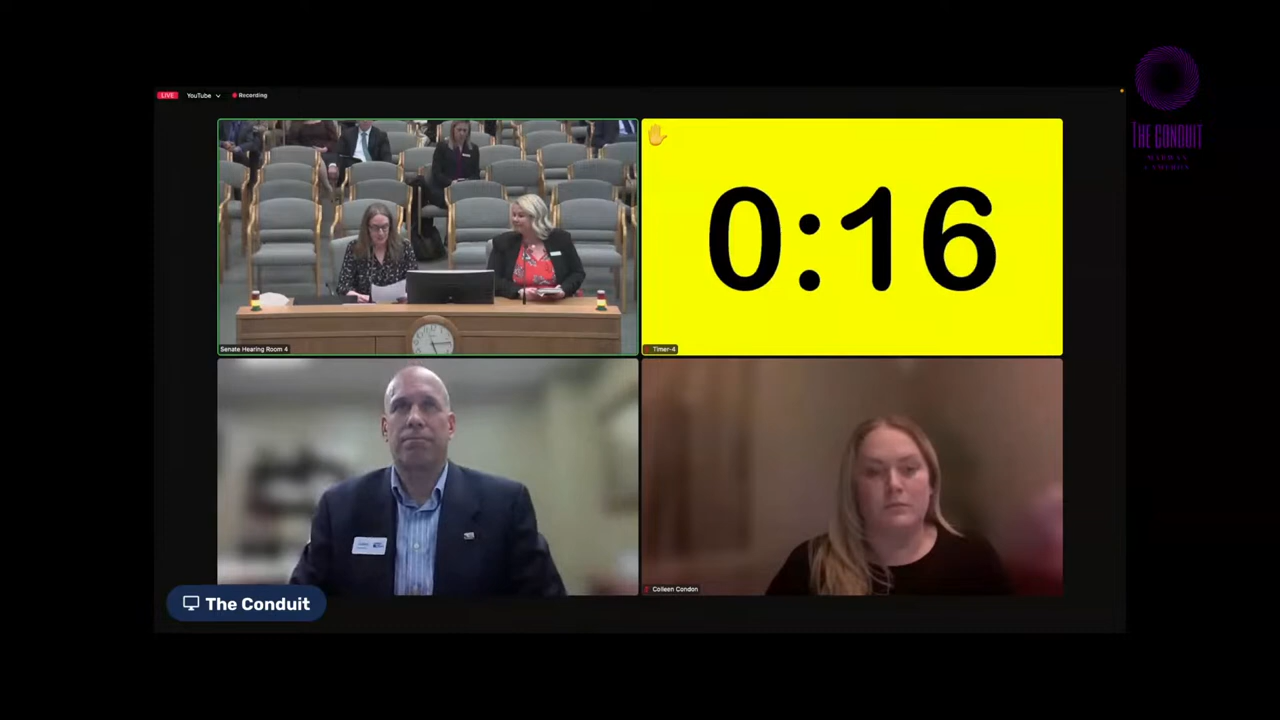 LIVE YouTube Recording
THE CONDUIT
0:16
Senate Hearing Room 4
Timer-4
Colleen Condon
The Conduit